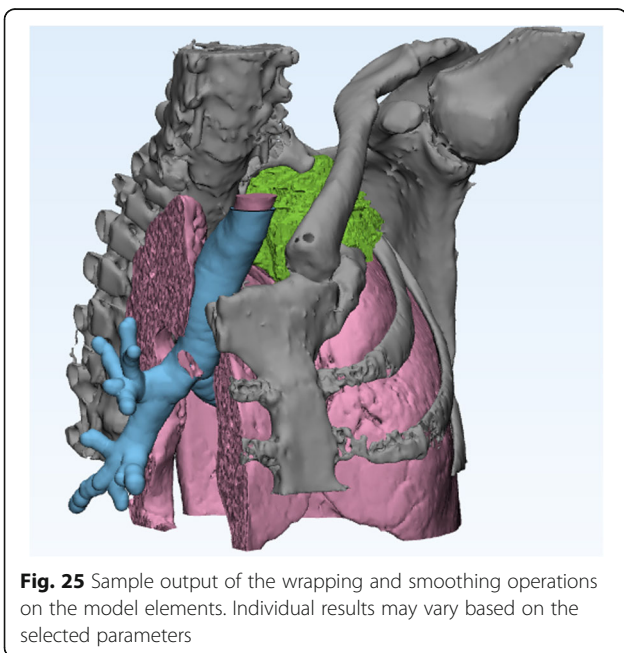 Fig. 25 Sample output of the wrapping and smoothing operations
on the model elements. Individual results may vary based on the
selected parameters